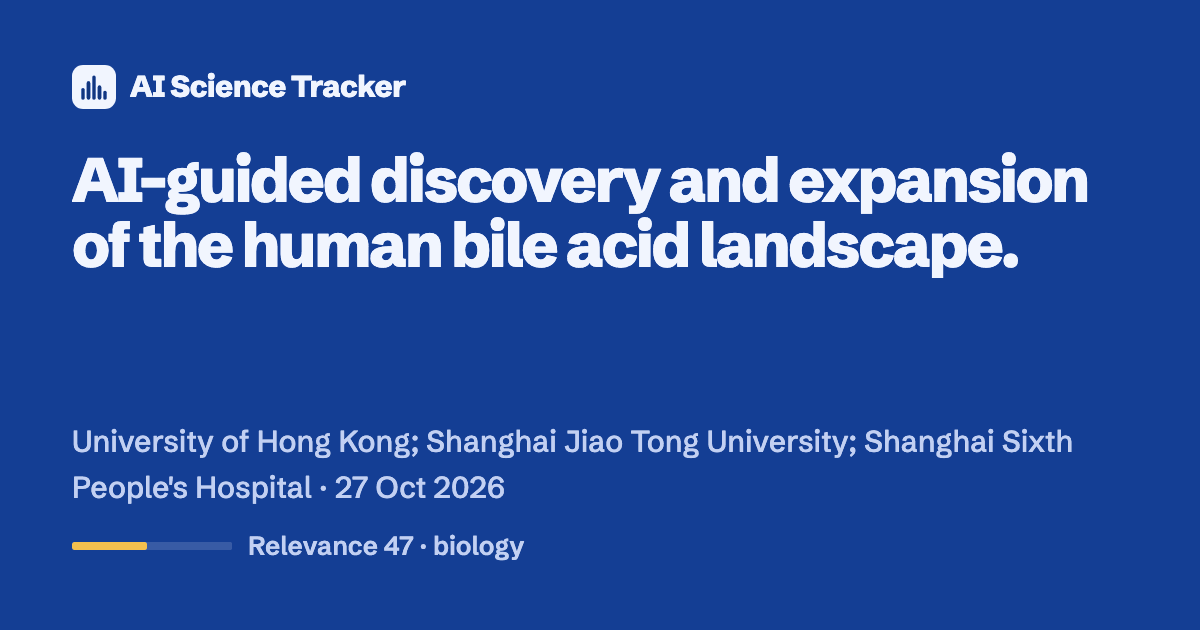 AI Science Tracker
AI-guided discovery and expansion
of the human bile acid landscape.
University of Hong Kong; Shanghai Jiao Tong University; Shanghai Sixth
People's Hospital · 27 Oct 2026
Relevance 47 · biology